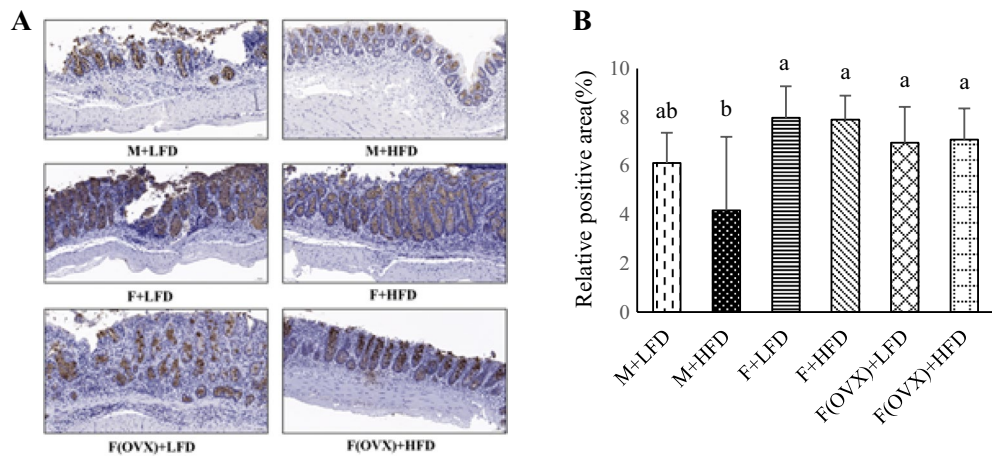 A
M+LFD
M+HFD
F+LFD
F+HFD
F(OVX)+LFD
F(OVX)+HFD
B
Relative positive area(%)
10
8
6
4
2
0
ab
b
a
a
a
a
M+LFD
M+HFD
F+LFD
F+HFD
F(OVX)+LFD
F(OVX)+HFD